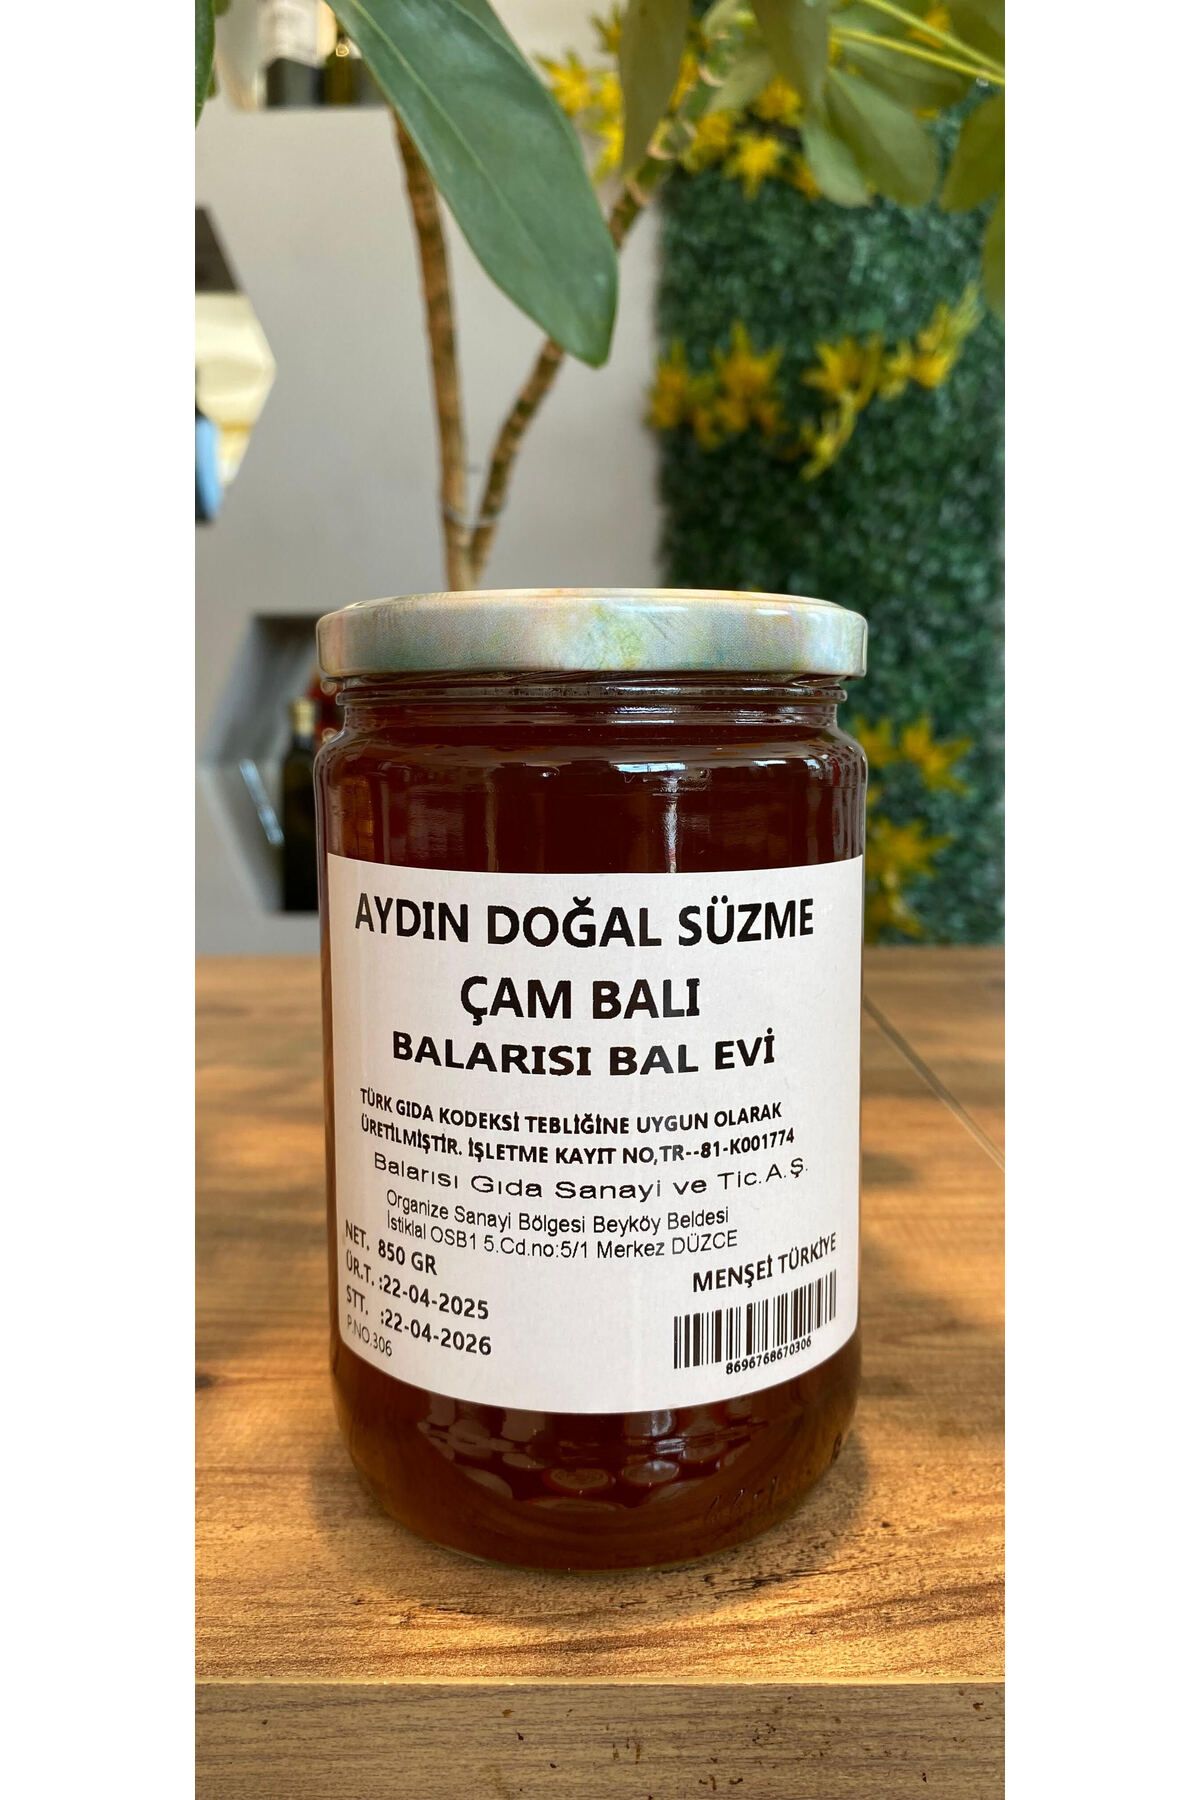 AYDIN DOĞAL SÜZME
ÇAM BALI
BALARISI BAL EVİ
TÜRK GIDA KODEKSİ TEBLİĞİNE UYGUN OLARAK
ÜRETİLMİŞTİR. İŞLETME KAYIT NO,TR--81-K001774
Balarısı Gıda Sanayi ve Tic.A.Ş.
Organize Sanayi Bölgesi Beyköy Beldesi
İstiklal OSB1 5.Cd.no:5/1 Merkez DÜZCE
NET. 850 GR
ÜR.T. :22-04-2025
STT. :22-04-2026
P.NO.306
MENŞEİ TÜRKİYE
8696768670306